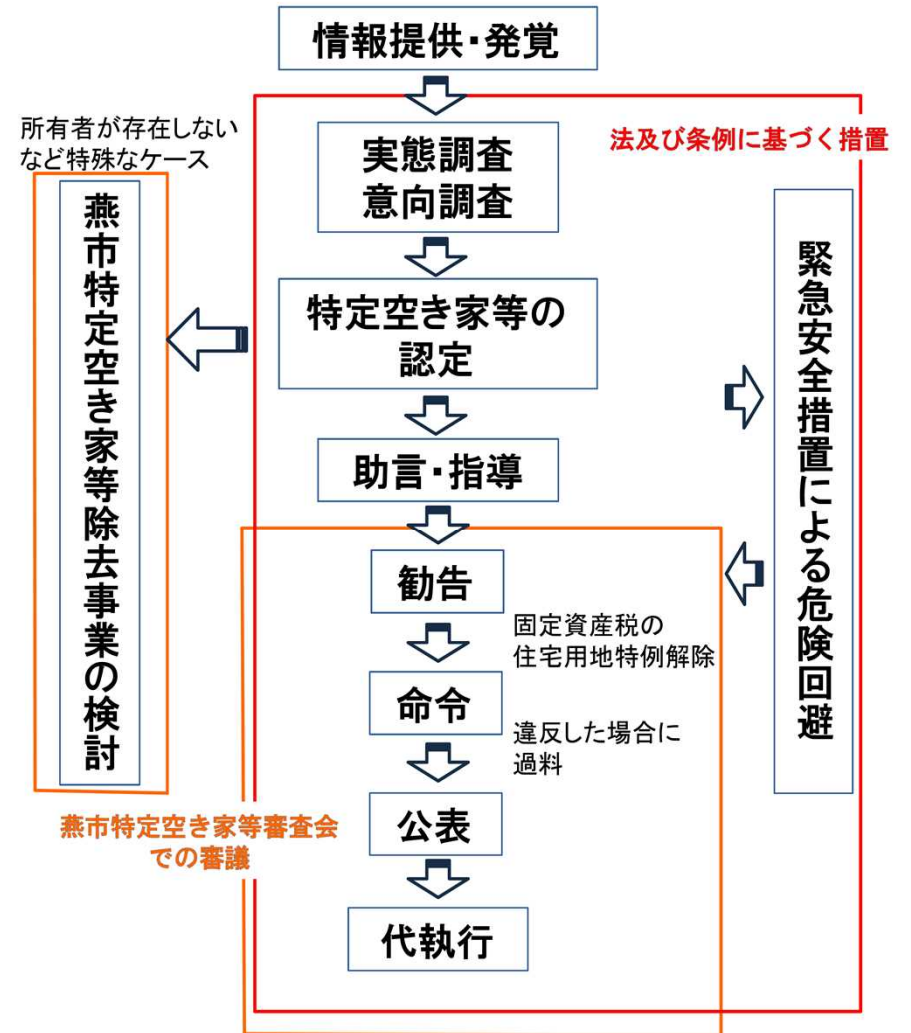 情報提供・発覚
所有者が存在しない
など特殊なケース
法及び条例に基づく措置
実態調査
意向調査
燕市特定空き家等除去事業の検討
特定空き家等の
認定
緊急安全措置による危険回避
助言・指導
勧告
固定資産税の
住宅用地特例解除
命令
違反した場合に
過料
公表
燕市特定空き家等審査会
での審議
代執行